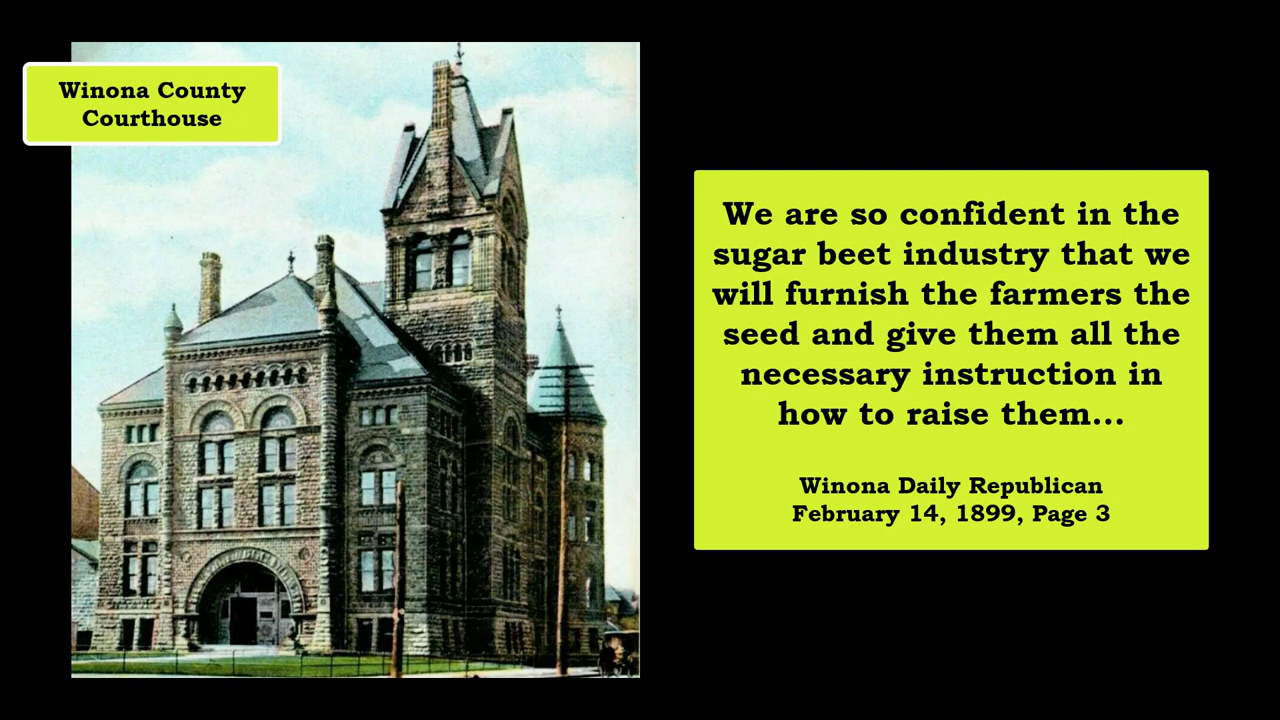 Winona County
Courthouse
We are so confident in the
sugar beet industry that we
will furnish the farmers the
seed and give them all the
necessary instruction in
how to raise them...
Winona Daily Republican
February 14, 1899, Page 3